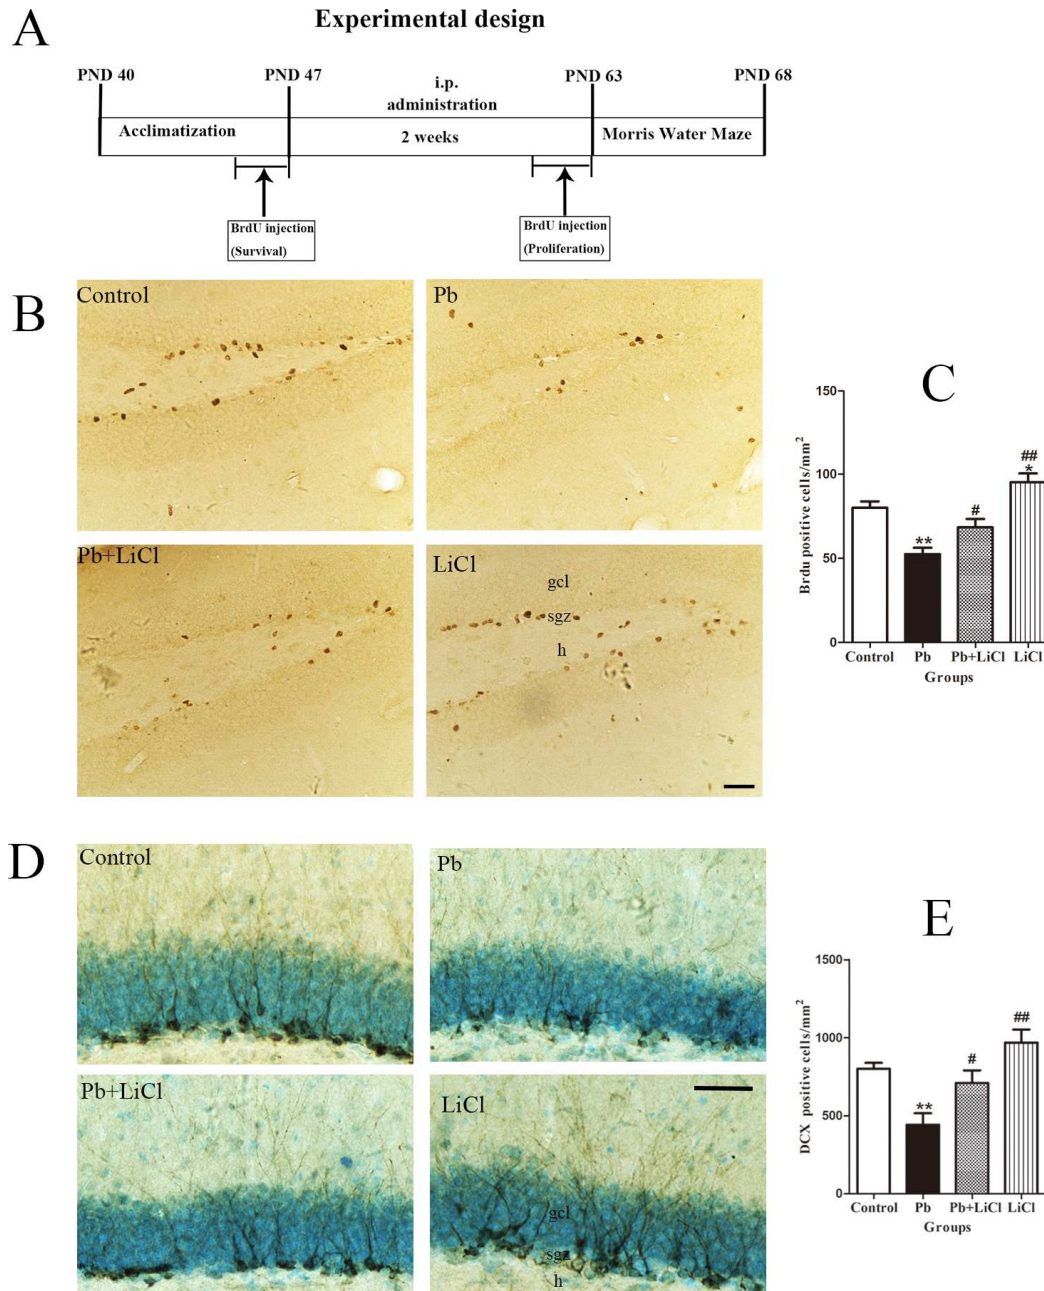 A
Experimental design
PND 40
PND 47
PND 63
PND 68
i.p.
administration
Acclimatization
2 weeks
Morris Water Maze
BrdU injection
(Survival)
BrdU injection
(Proliferation)
B
Control
Pb
Pb+LiCl
LiCl
gcl
sgz
h
C
150
100
50
0
Brdu positive cells/mm²
**
#
##
*
Control
Pb
Pb+LiCl
LiCl
Groups
D
Control
Pb
Pb+LiCl
LiCl
gcl
sgz
h
E
1500
1000
500
0
DCX positive cells/mm²
**
#
##
Control
Pb
Pb+LiCl
LiCl
Groups